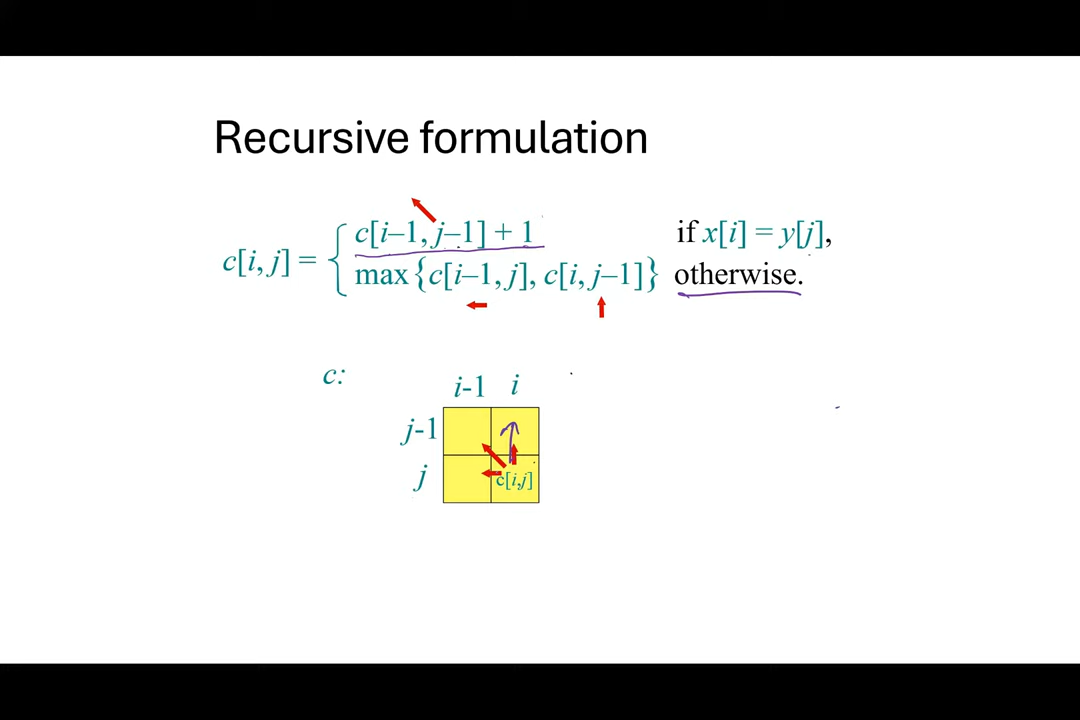 Recursive formulation
c[i–1, j–1] + 1 if x[i] = y[j],
c[i, j] = {
max{c[i–1, j], c[i, j–1]} otherwise.
c:
i-1 i
j-1
j c[i,j]